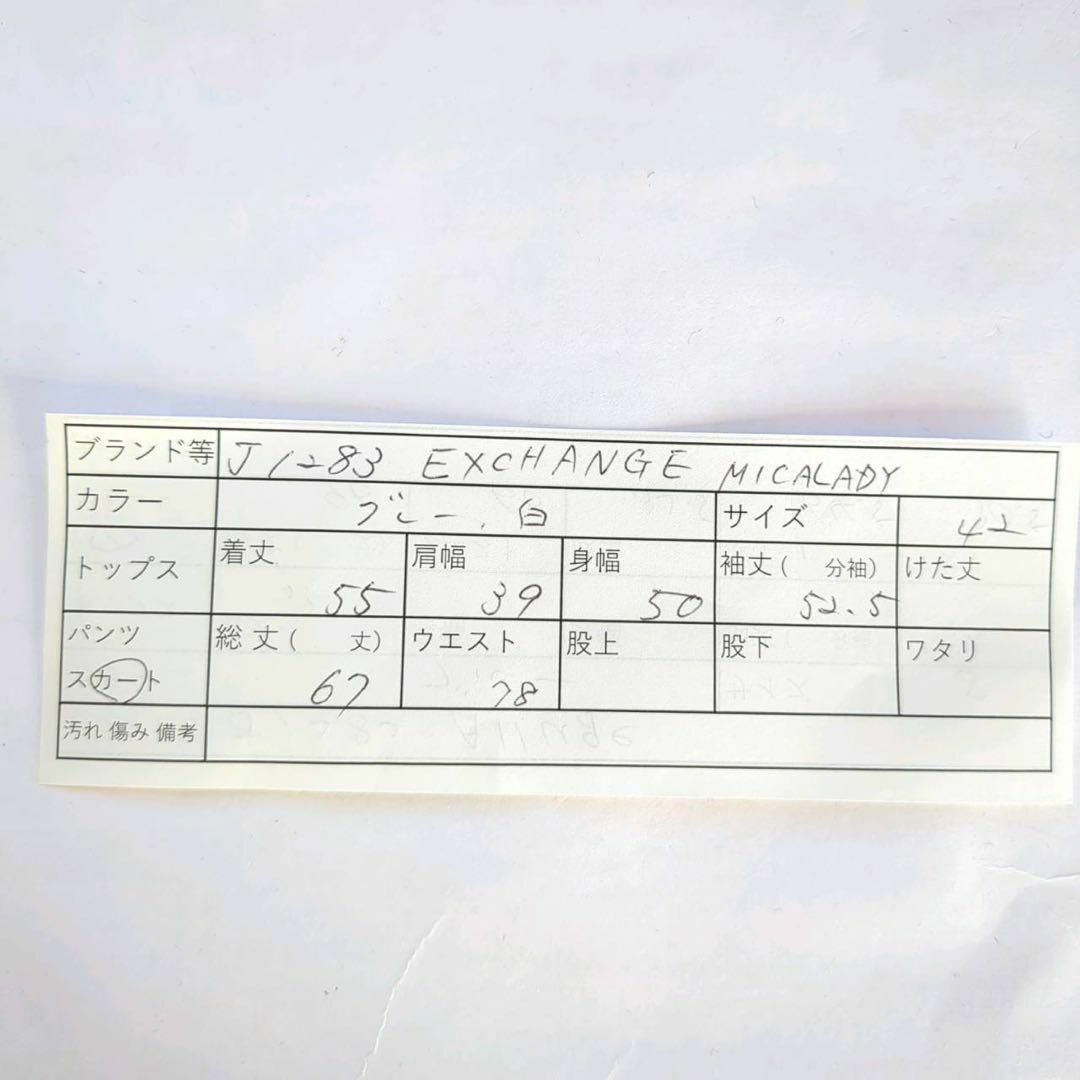 ブランド等 J1283 EXCHANGE MICALADY
カラー グレー、白 サイズ 42
トップス 着丈 55 肩幅 39 身幅 50 袖丈( 分袖) 52.5 けた丈
パンツ スカート 総丈( 丈) 67 ウエスト 78 股上 股下 ワタリ
汚れ 傷み 備考